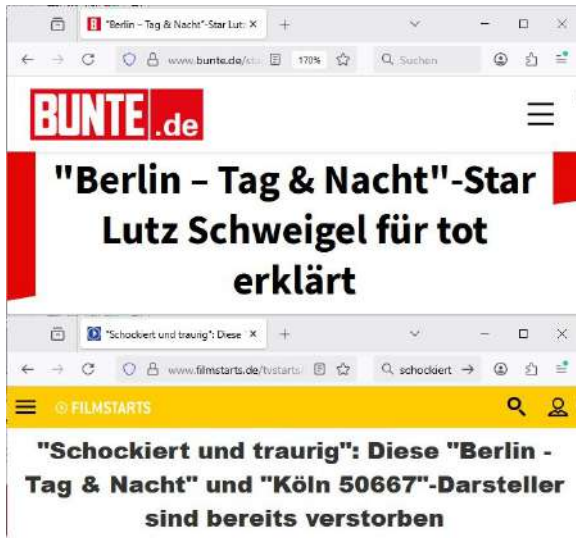 "Berlin – Tag & Nacht"-Star Lut:
www.bunte.de/sta
170%
Suchen
BUNTE.de
"Berlin – Tag & Nacht"-Star
Lutz Schweigel für tot
erklärt
"Schockiert und traurig": Diese
www.filmstarts.de/tvstarts
schockiert
FILMSTARTS
"Schockiert und traurig": Diese "Berlin -
Tag & Nacht" und "Köln 50667"-Darsteller
sind bereits verstorben